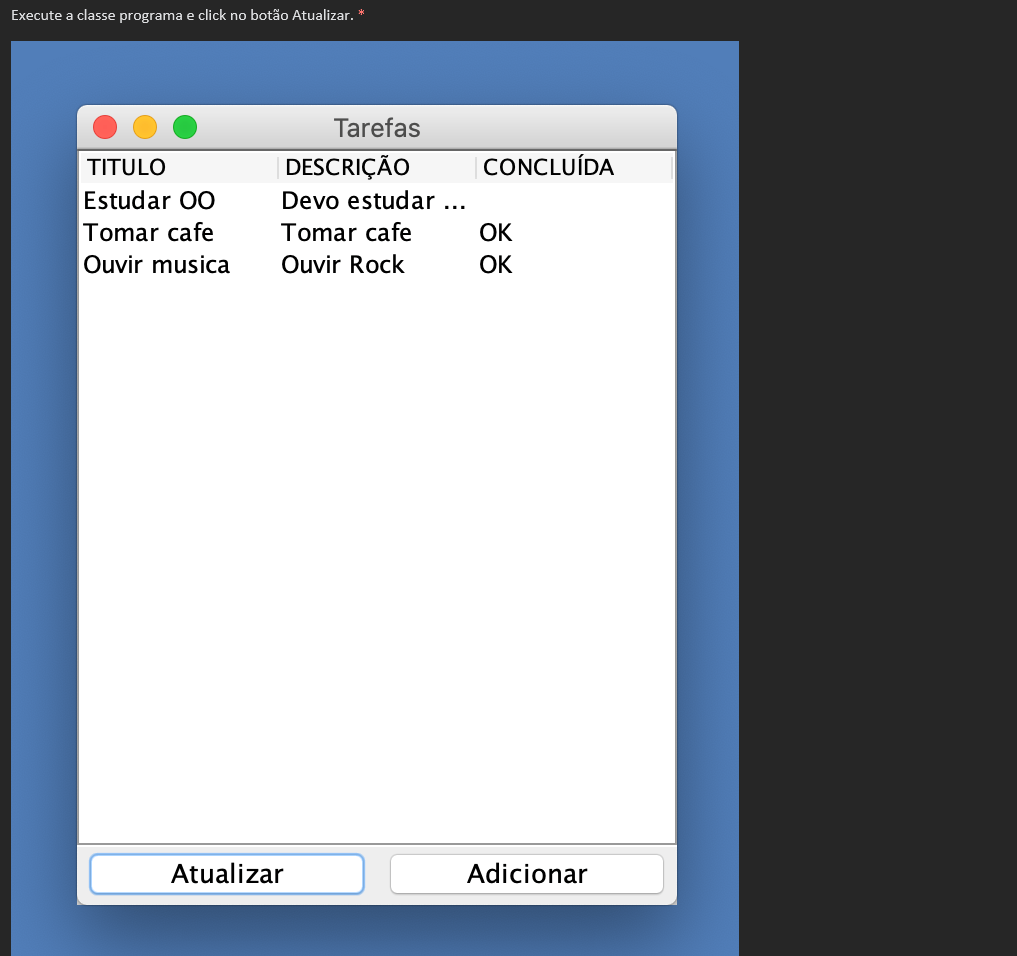 Execute a classe programa e click no botão Atualizar. *
Tarefas
TITULO DESCRIÇÃO CONCLUÍDA
Estudar OO Devo estudar ...
Tomar cafe Tomar cafe OK
Ouvir musica Ouvir Rock OK
Atualizar Adicionar